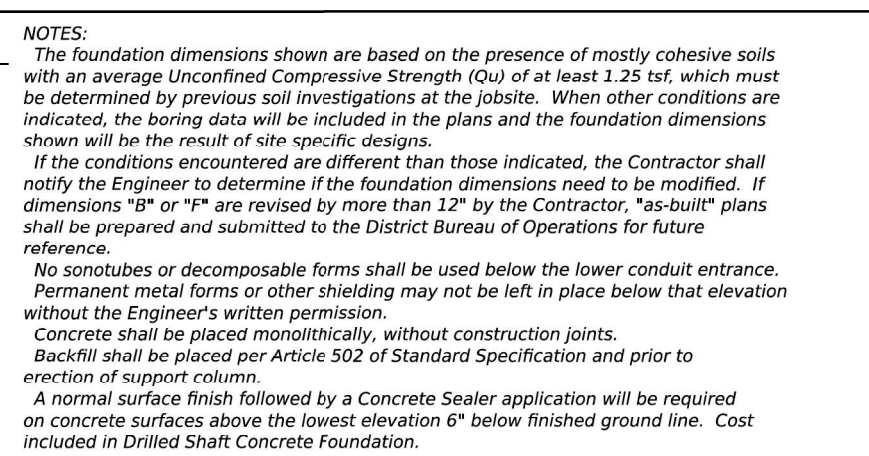 NOTES:
The foundation dimensions shown are based on the presence of mostly cohesive soils
with an average Unconfined Compressive Strength (Qu) of at least 1.25 tsf, which must
be determined by previous soil investigations at the jobsite.  When other conditions are
indicated, the boring data will be included in the plans and the foundation dimensions
shown will be the result of site specific designs.
If the conditions encountered are different than those indicated, the Contractor shall
notify the Engineer to determine if the foundation dimensions need to be modified.  If
dimensions "B" or "F" are revised by more than 12" by the Contractor, "as-built" plans
shall be prepared and submitted to the District Bureau of Operations for future
reference.
No sonotubes or decomposable forms shall be used below the lower conduit entrance.
Permanent metal forms or other shielding may not be left in place below that elevation
without the Engineer's written permission.
Concrete shall be placed monolithically, without construction joints.
Backfill shall be placed per Article 502 of Standard Specification and prior to
erection of support column.
A normal surface finish followed by a Concrete Sealer application will be required
on concrete surfaces above the lowest elevation 6" below finished ground line.  Cost
included in Drilled Shaft Concrete Foundation.